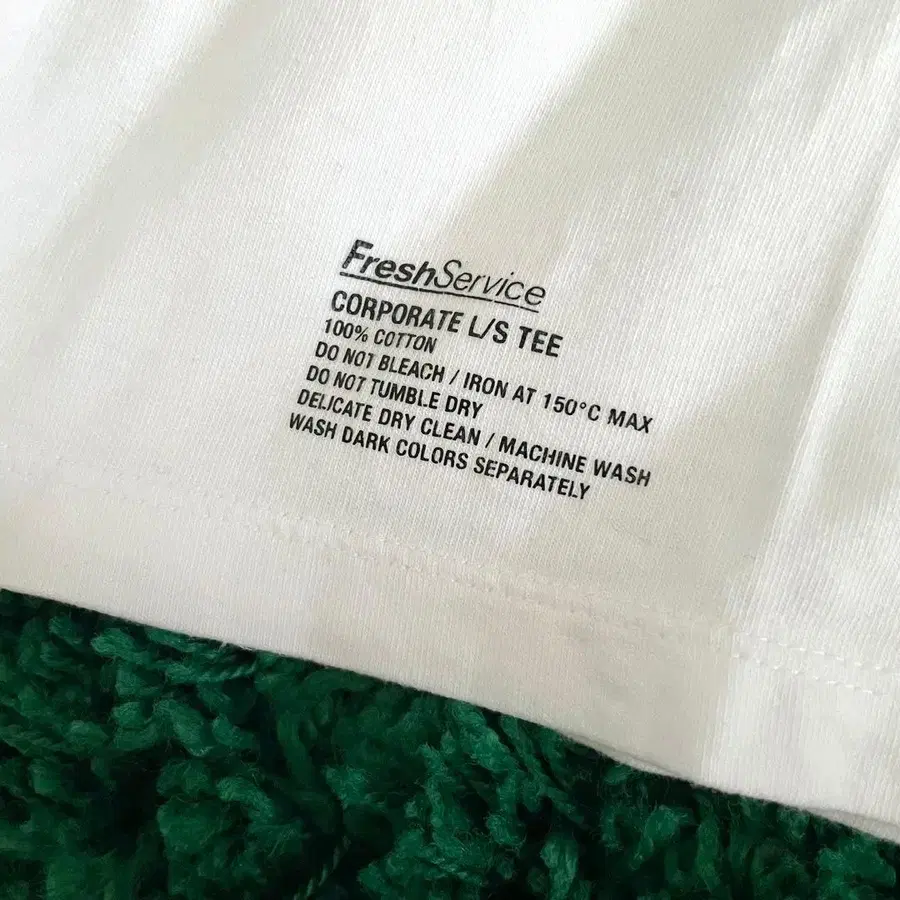 FreshService
CORPORATE L/S TEE
100% COTTON
DO NOT BLEACH / IRON AT 150°C MAX
DO NOT TUMBLE DRY
DELICATE DRY CLEAN / MACHINE WASH
WASH DARK COLORS SEPARATELY